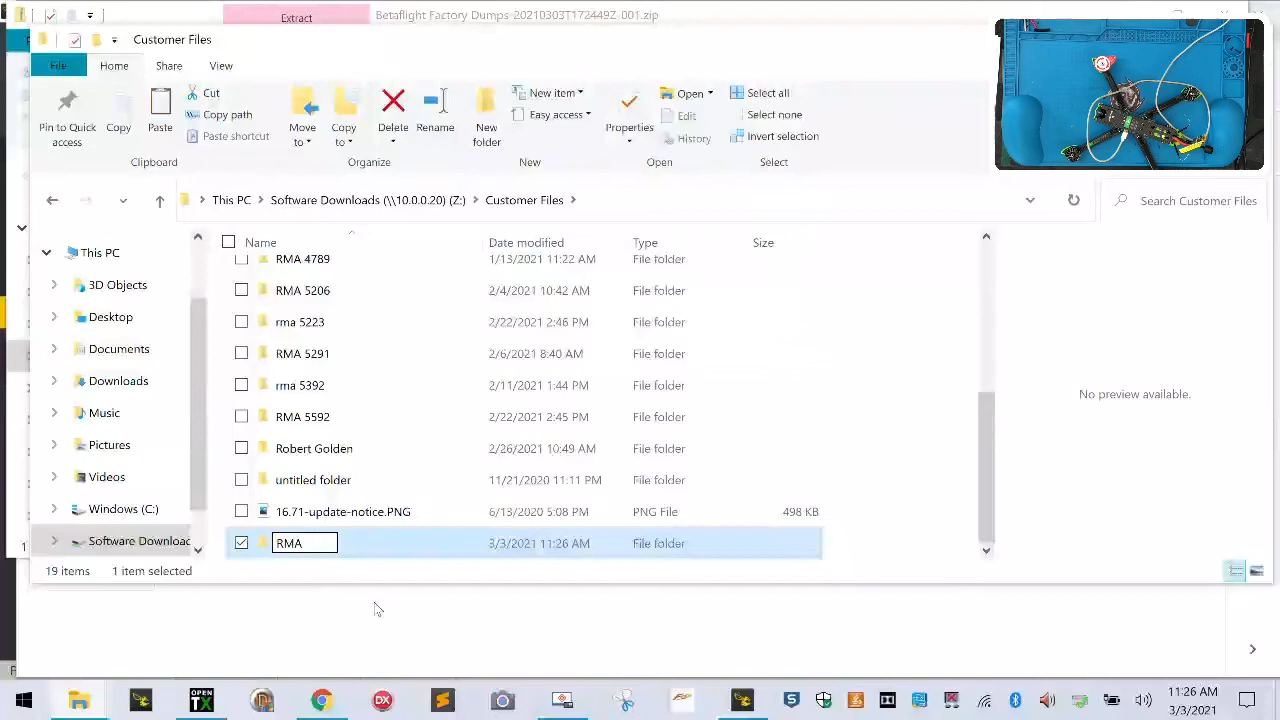 Extract
Betaflight Factory Dumps-20210303T172449Z-001.zip
Customer Files
File
Home
Share
View
Pin to Quick access
Copy
Paste
Cut
Copy path
Paste shortcut
Clipboard
Move to
Copy to
Delete
Rename
Organize
New folder
New item
Easy access
New
Properties
Open
Edit
History
Open
Select all
Select none
Invert selection
Select
This PC
Software Downloads (\\10.0.0.20) (Z:)
Customer Files
Search Customer Files
This PC
3D Objects
Desktop
Documents
Downloads
Music
Pictures
Videos
Windows (C:)
Software Downloac
Name
Date modified
Type
Size
RMA 4789 1/13/2021 11:22 AM File folder
RMA 5206 2/4/2021 10:42 AM File folder
rma 5223 2/22/2021 2:46 PM File folder
RMA 5291 2/6/2021 8:40 AM File folder
rma 5392 2/11/2021 1:44 PM File folder
RMA 5592 2/22/2021 2:45 PM File folder
Robert Golden 2/26/2021 10:49 AM File folder
untitled folder 11/21/2020 11:11 PM File folder
16.71-update-notice.PNG 6/13/2020 5:08 PM PNG File 498 KB
RMA 3/3/2021 11:26 AM File folder
No preview available.
19 items
1 item selected
OPEN
TX
DX
S
11:26 AM
3/3/2021